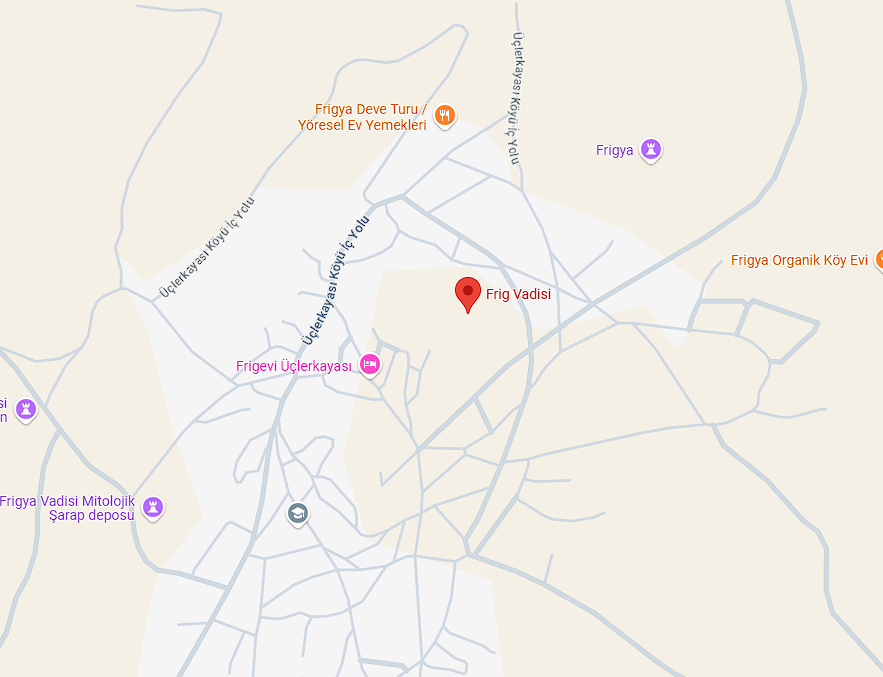 Üçlerkayası Köyü İç Yolu
Frigya Deve Turu /
Yöresel Ev Yemekleri
Frigya
Üçlerkayası Köyü İç Yolu
Üçlerkayası Köyü İç Yolu
Frigya Organik Köy Evi
Frig Vadisi
Frigevi Üçlerkayası
si
n
Frigya Vadisi Mitolojik
Şarap deposu